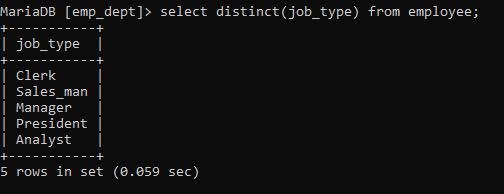 MariaDB [emp_dept]> select distinct(job_type) from employee;
+-----------+
| job_type  |
+-----------+
| Clerk     |
| Sales_man |
| Manager   |
| President |
| Analyst   |
+-----------+
5 rows in set (0.059 sec)